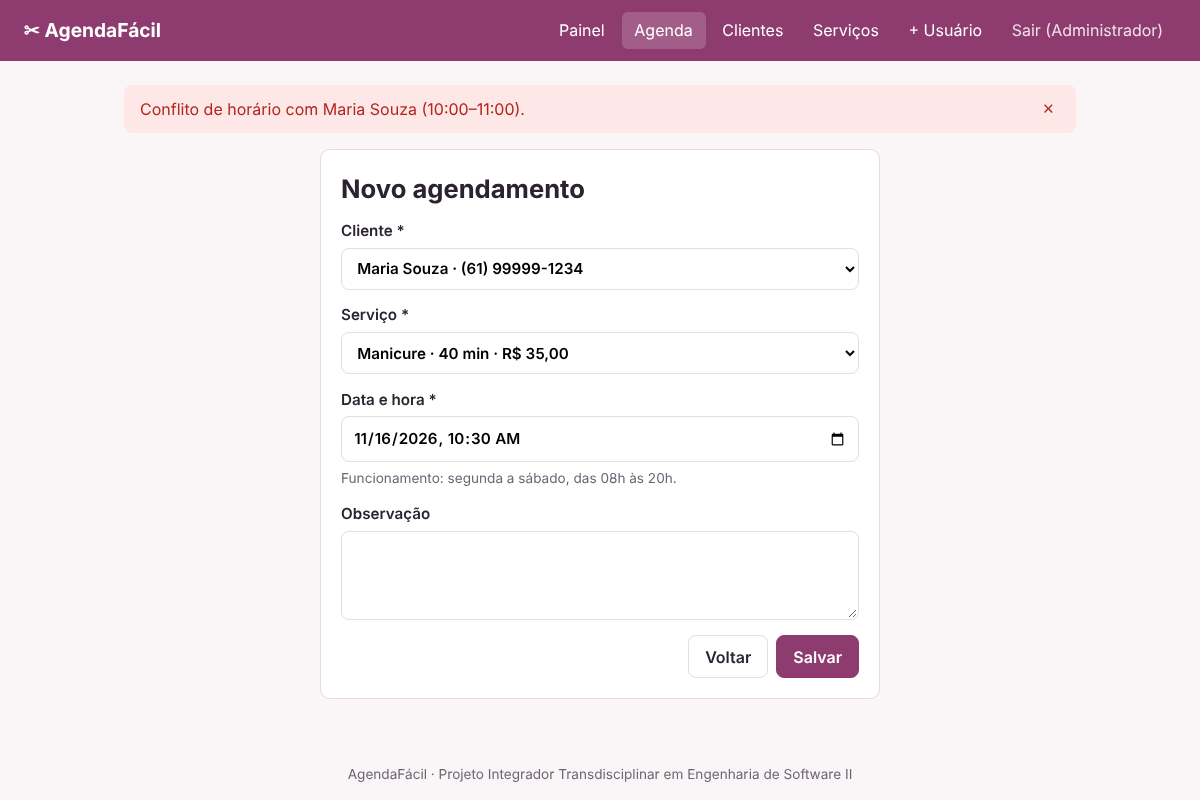 ✂ AgendaFácil
Painel
Agenda
Clientes
Serviços
+ Usuário
Sair (Administrador)
Conflito de horário com Maria Souza (10:00–11:00).
×
Novo agendamento
Cliente *
Maria Souza · (61) 99999-1234
Serviço *
Manicure · 40 min · R$ 35,00
Data e hora *
11/16/2026, 10:30 AM
Funcionamento: segunda a sábado, das 08h às 20h.
Observação
Voltar
Salvar
AgendaFácil · Projeto Integrador Transdisciplinar em Engenharia de Software II